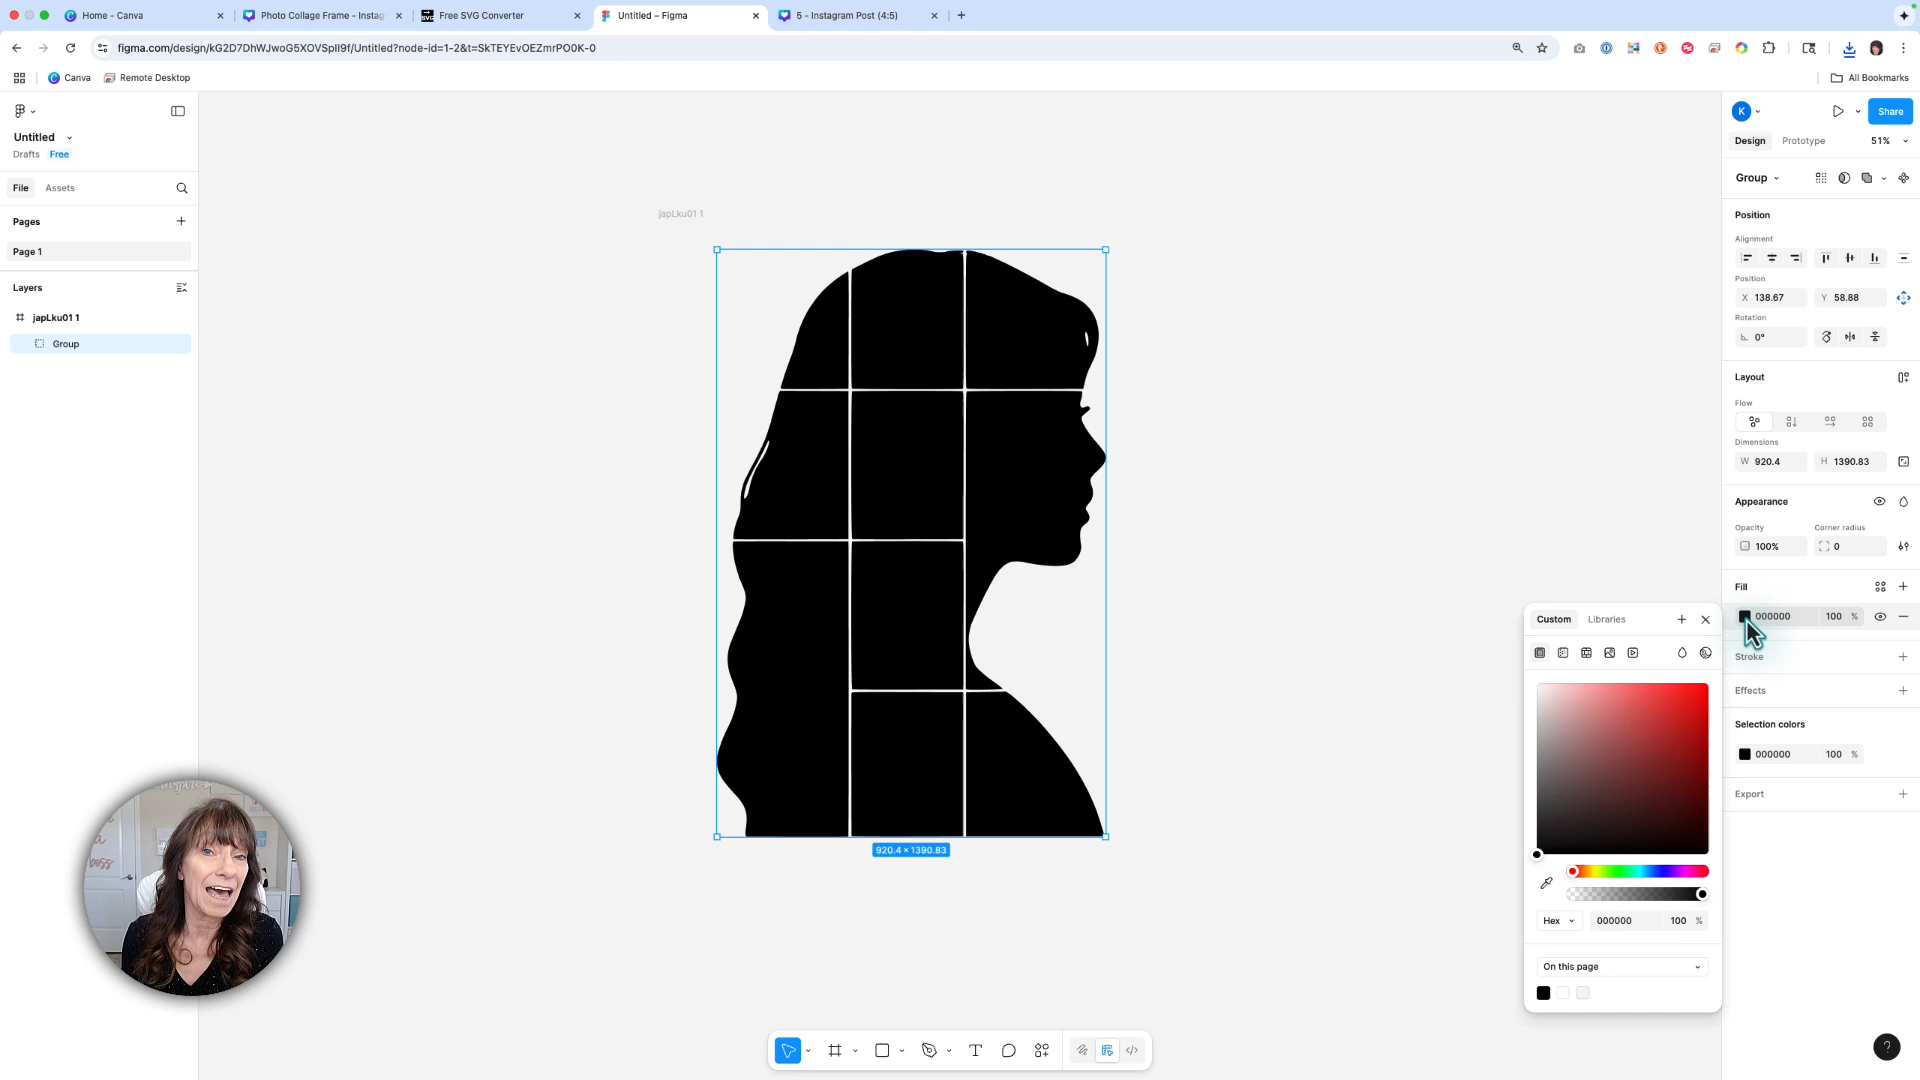 Home - Canva
Photo Collage Frame - Instag
Free SVG Converter
Untitled – Figma
5 - Instagram Post (4:5)
figma.com/design/kG2D7DhWJwoG5XOVSpII9f/Untitled?node-id=1-2&t=SkTEYEvOEZmrPO0K-0
Canva
Remote Desktop
All Bookmarks
Untitled
Drafts Free
File Assets
Pages
Page 1
Layers
japLku01 1
Group
japLku01 1
920.4 × 1390.83
K
Share
Design Prototype 51%
Group
Position
Alignment
Position
X 138.67 Y 58.88
Rotation
0°
Layout
Flow
Dimensions
W 920.4 H 1390.83
Appearance
Opacity Corner radius
100% 0
Fill
000000 100 %
Stroke
Effects
Selection colors
000000 100 %
Export
Custom Libraries
Hex 000000 100 %
On this page